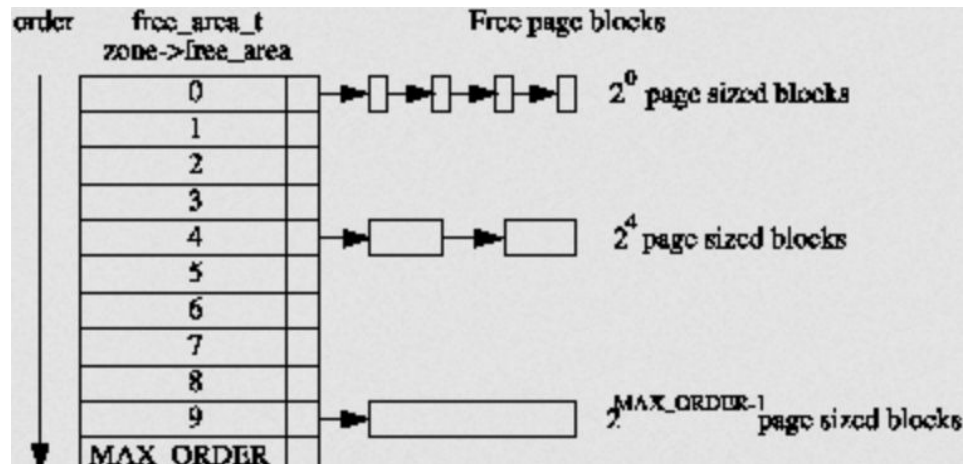 order free_area_t Free page blocks
zone->free_area
0 2^0 page sized blocks
1
2
3
4 2^4 page sized blocks
5
6
7
8
9 2^MAX_ORDER-1 page sized blocks
MAX_ORDER